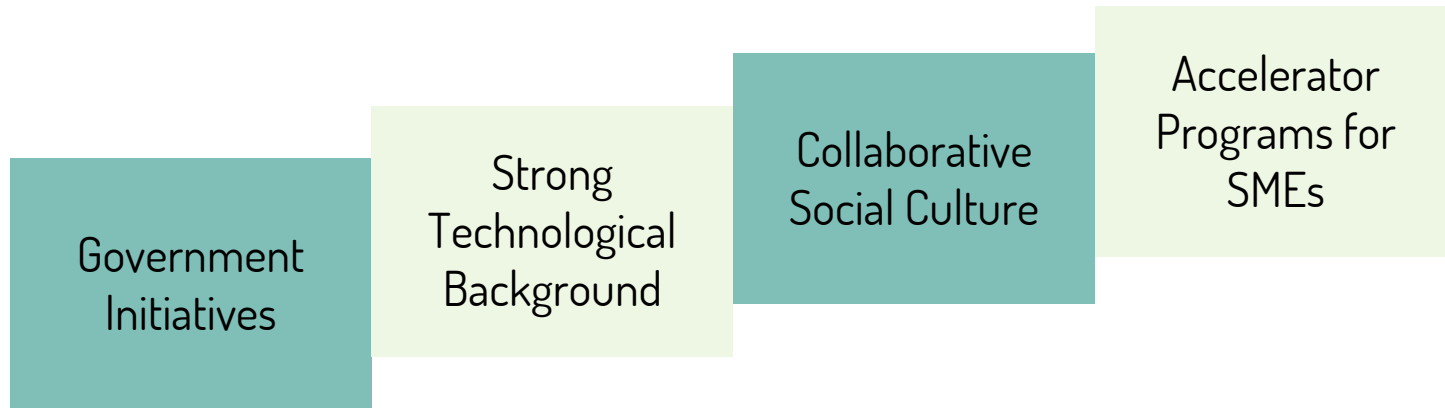 Government
Initiatives
Strong
Technological
Background
Collaborative
Social Culture
Accelerator
Programs for
SMEs